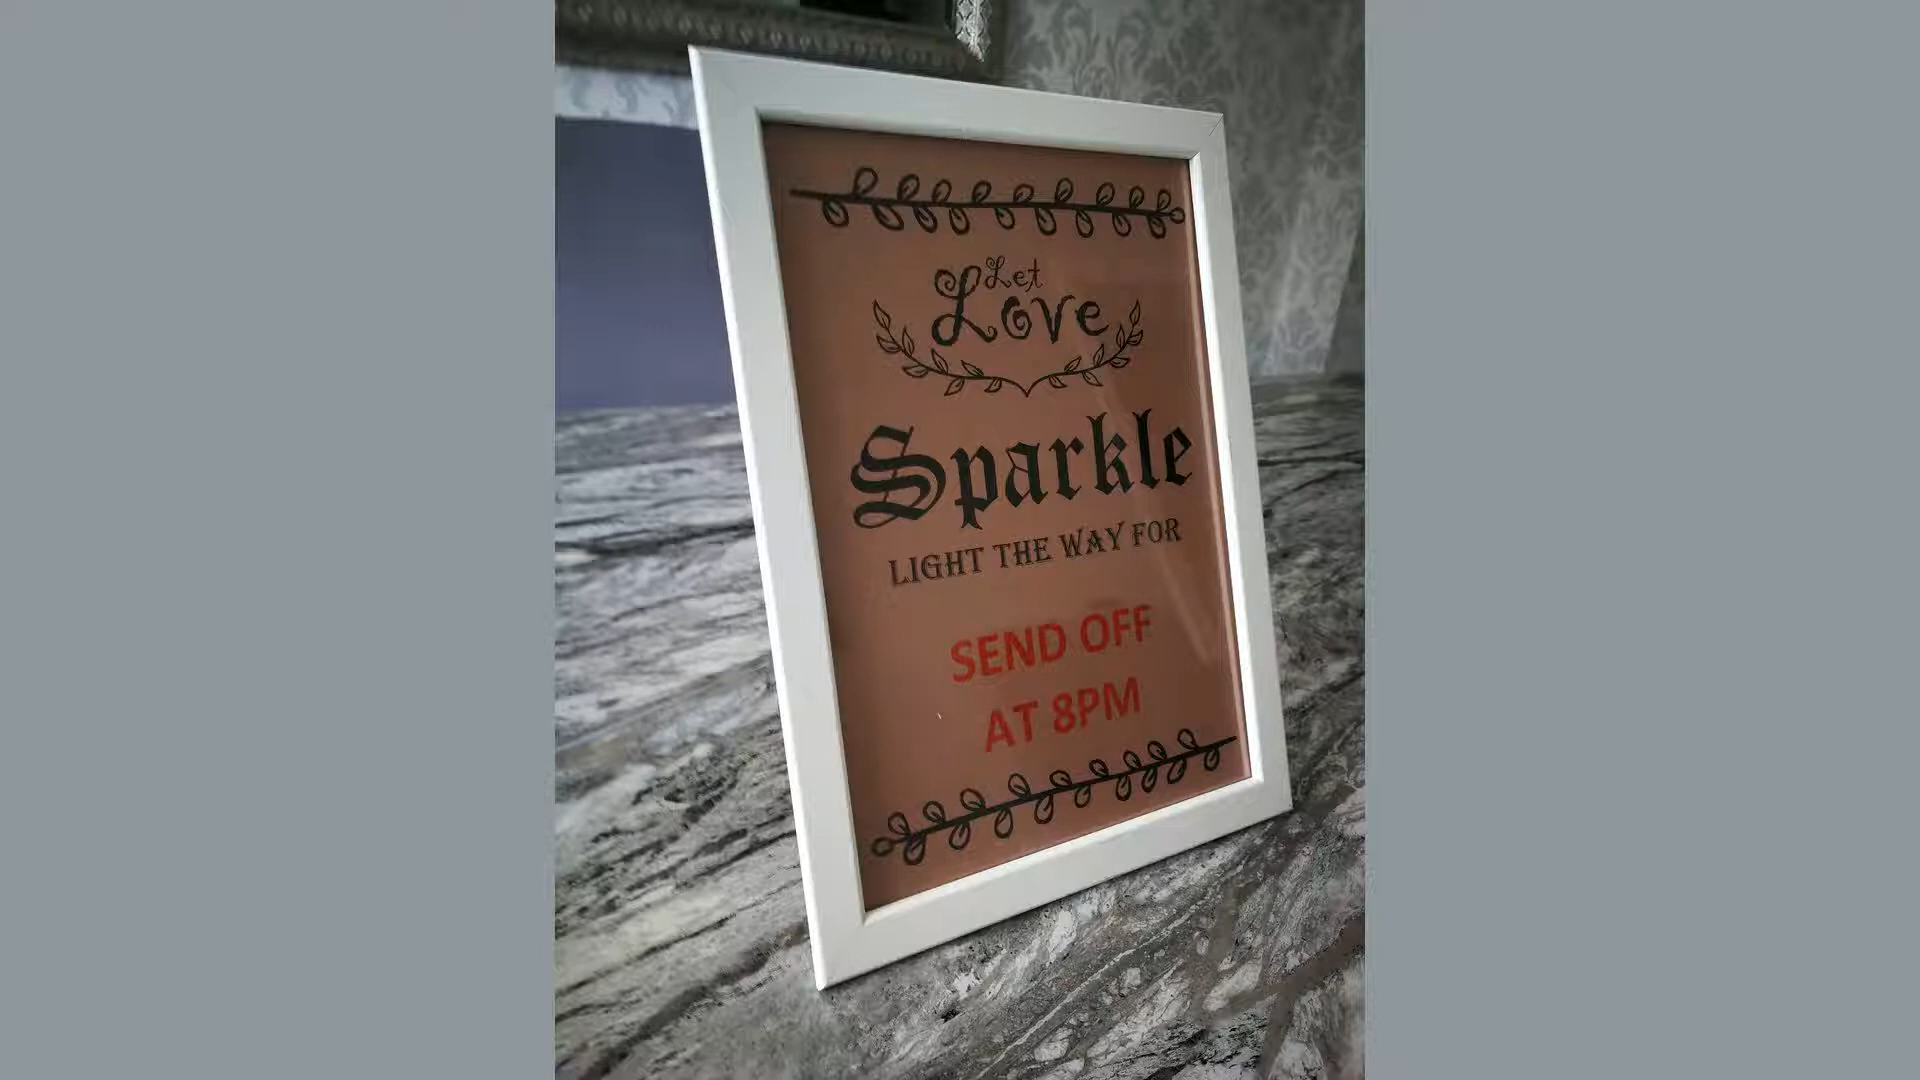 Let
Love
Sparkle
LIGHT THE WAY FOR
SEND OFF
AT 8PM